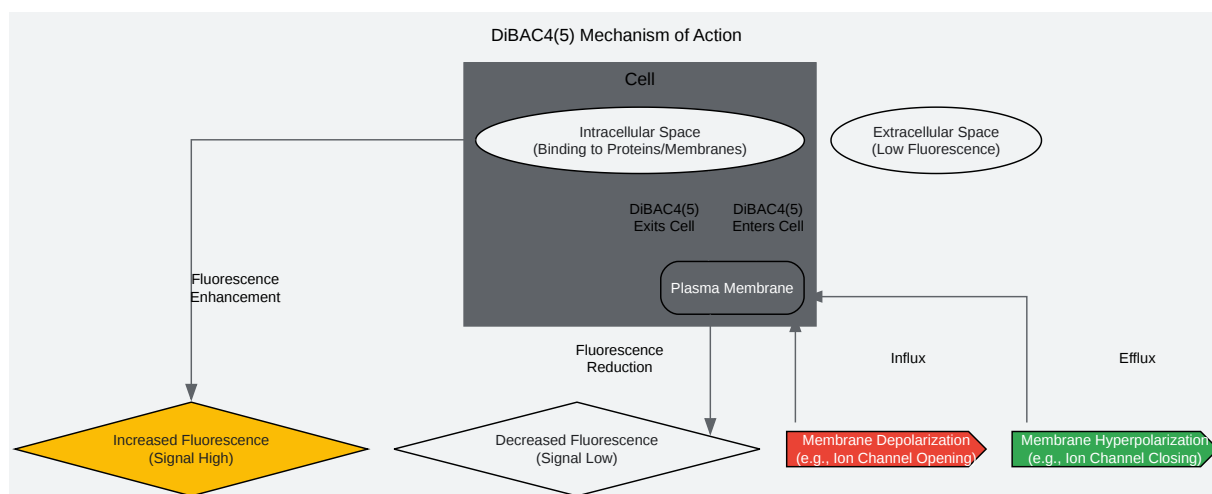 DiBAC4(5) Mechanism of Action
Cell
Intracellular Space
(Binding to Proteins/Membranes)
Extracellular Space
(Low Fluorescence)
DiBAC4(5)
Exits Cell
DiBAC4(5)
Enters Cell
Fluorescence
Enhancement
Plasma Membrane
Fluorescence
Reduction
Influx
Efflux
Increased Fluorescence
(Signal High)
Decreased Fluorescence
(Signal Low)
Membrane Depolarization
(e.g., Ion Channel Opening)
Membrane Hyperpolarization
(e.g., Ion Channel Closing)